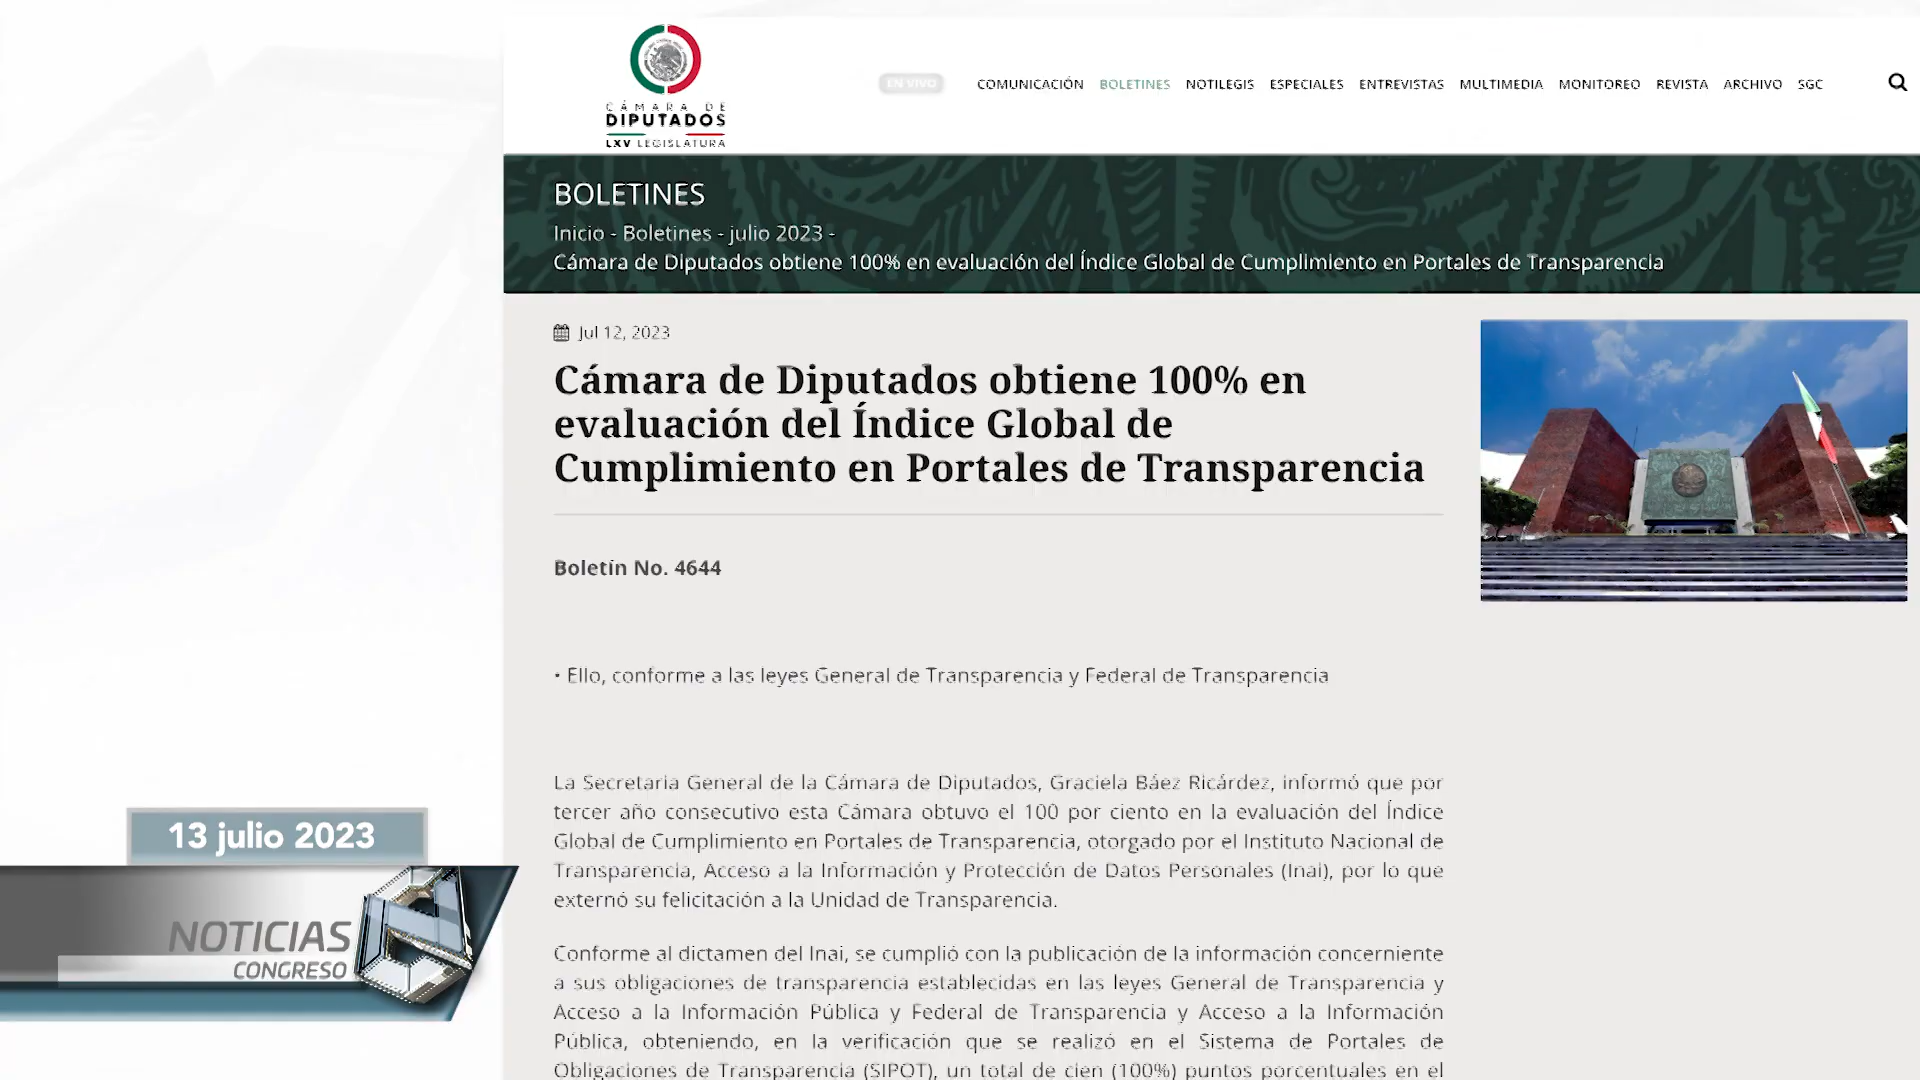 CÁMARA DE
DIPUTADOS
LXV LEGISLATURA
EN VIVO
COMUNICACIÓN BOLETINES NOTILEGIS ESPECIALES ENTREVISTAS MULTIMEDIA MONITOREO REVISTA ARCHIVO SGC
BOLETINES
Inicio - Boletines - julio 2023 -
Cámara de Diputados obtiene 100% en evaluación del Índice Global de Cumplimiento en Portales de Transparencia
Jul 12, 2023
Cámara de Diputados obtiene 100% en
evaluación del Índice Global de
Cumplimiento en Portales de Transparencia
Boletín No. 4644
• Ello, conforme a las leyes General de Transparencia y Federal de Transparencia
La Secretaria General de la Cámara de Diputados, Graciela Báez Ricárdez, informó que por
tercer año consecutivo esta Cámara obtuvo el 100 por ciento en la evaluación del Índice
Global de Cumplimiento en Portales de Transparencia, otorgado por el Instituto Nacional de
Transparencia, Acceso a la Información y Protección de Datos Personales (Inai), por lo que
externó su felicitación a la Unidad de Transparencia.
Conforme al dictamen del Inai, se cumplió con la publicación de la información concerniente
a sus obligaciones de transparencia establecidas en las leyes General de Transparencia y
Acceso a la Información Pública y Federal de Transparencia y Acceso a la Información
Pública, obteniendo, en la verificación que se realizó en el Sistema de Portales de
Obligaciones de Transparencia (SIPOT), un total de cien (100%) puntos porcentuales en el
13 julio 2023
NOTICIAS
CONGRESO